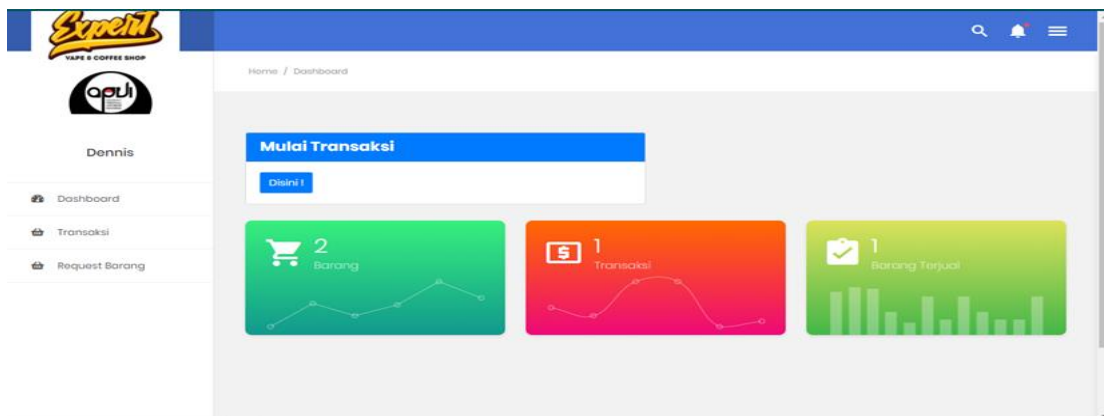 Expert
VAPE & COFFEE SHOP
apuli
Dennis
Dashboard
Transaksi
Request Barang
Home / Dashboard
Mulai Transaksi
Disini !
2
Barang
1
Transaksi
1
Barang Terjual